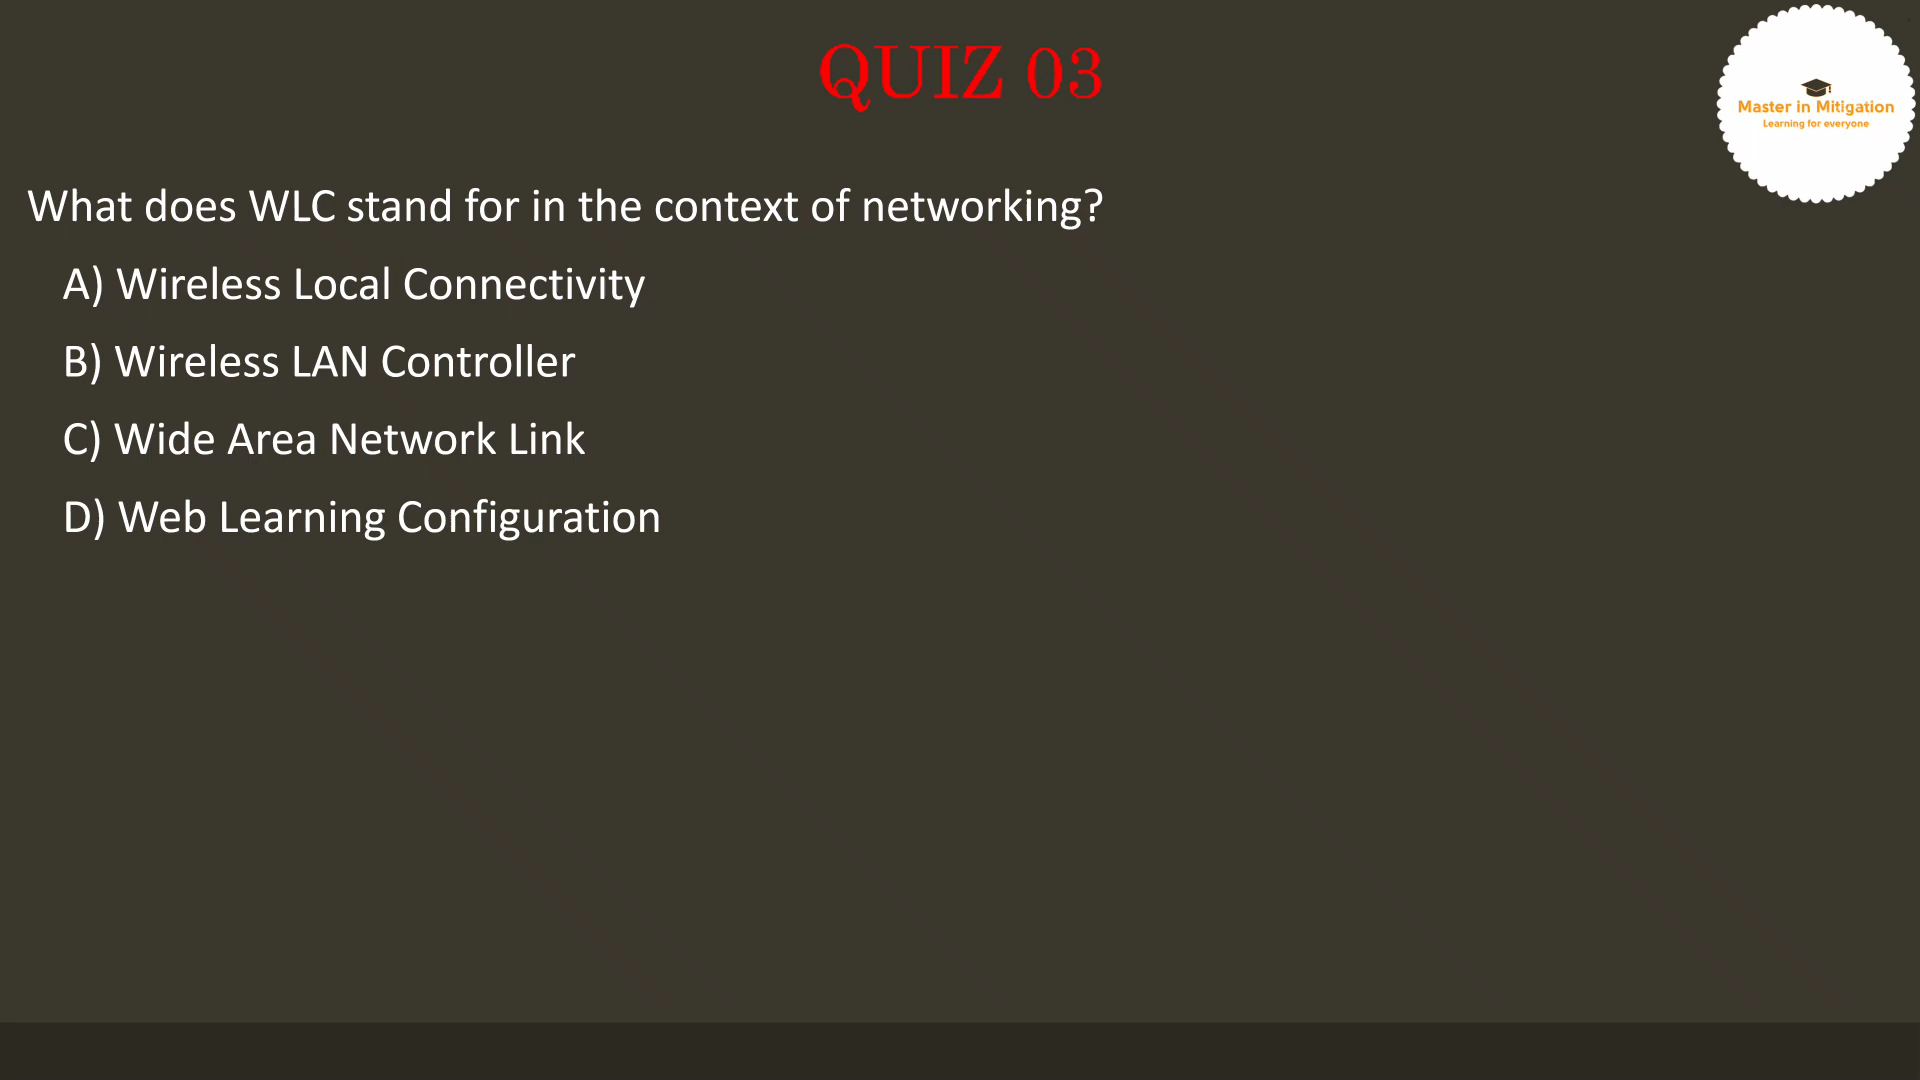 QUIZ 03
Master in Mitigation
Learning for everyone
What does WLC stand for in the context of networking?
A) Wireless Local Connectivity
B) Wireless LAN Controller
C) Wide Area Network Link
D) Web Learning Configuration